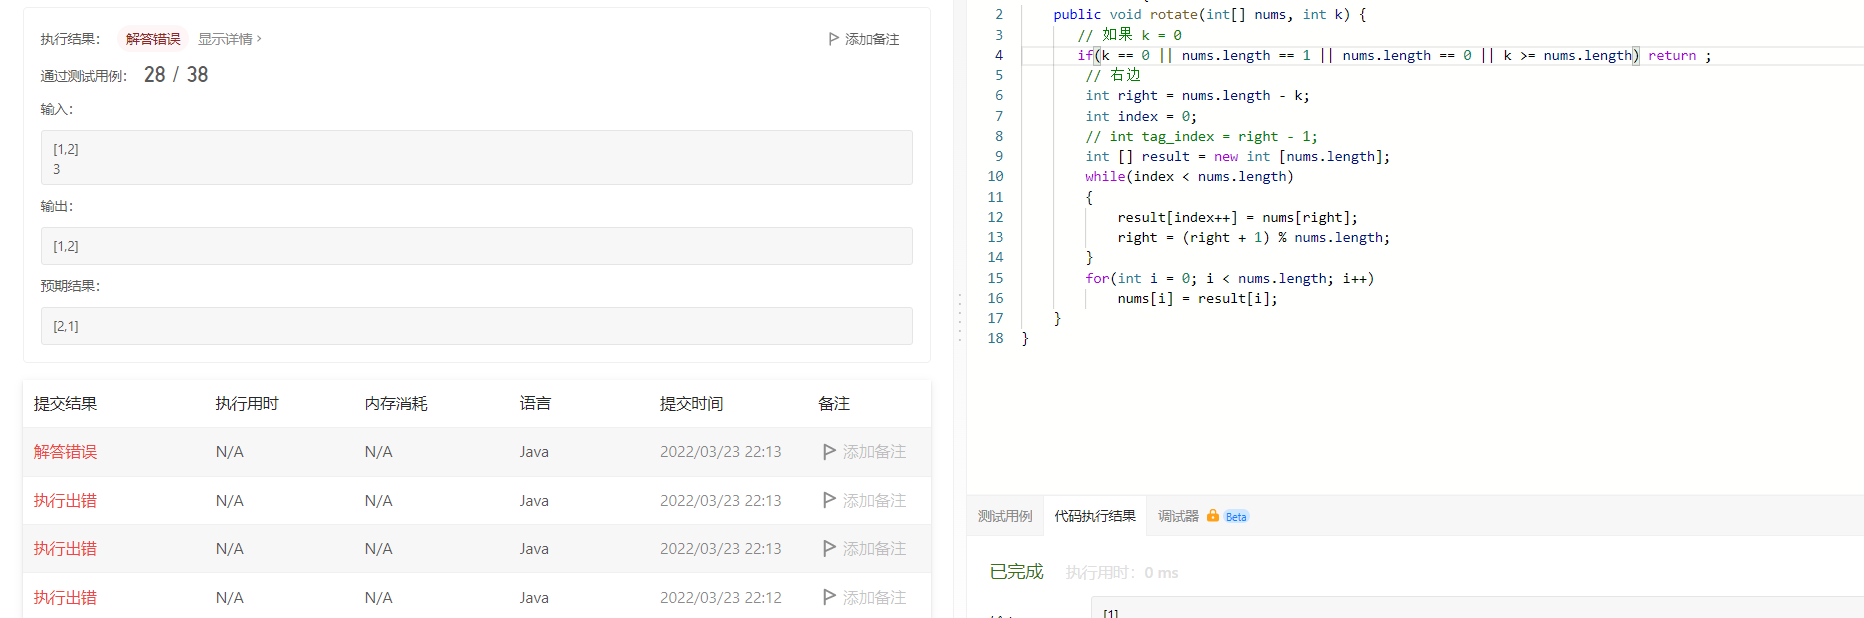 执行结果： 解答错误 显示详情 >
添加备注
通过测试用例： 28 / 38
输入：
[1,2]
3
输出：
[1,2]
预期结果：
[2,1]
提交结果 执行用时 内存消耗 语言 提交时间 备注
解答错误 N/A N/A Java 2022/03/23 22:13 添加备注
执行出错 N/A N/A Java 2022/03/23 22:13 添加备注
执行出错 N/A N/A Java 2022/03/23 22:13 添加备注
执行出错 N/A N/A Java 2022/03/23 22:12 添加备注
2 public void rotate(int[] nums, int k) {
3 // 如果 k = 0
4 if(k == 0 || nums.length == 1 || nums.length == 0 || k >= nums.length) return ;
5 // 右边
6 int right = nums.length - k;
7 int index = 0;
8 // int tag_index = right - 1;
9 int [] result = new int [nums.length];
10 while(index < nums.length)
11 {
12 result[index++] = nums[right];
13 right = (right + 1) % nums.length;
14 }
15 for(int i = 0; i < nums.length; i++)
16 nums[i] = result[i];
17 }
18 }
测试用例 代码执行结果 调试器 Beta
已完成 执行用时：0 ms
[1]